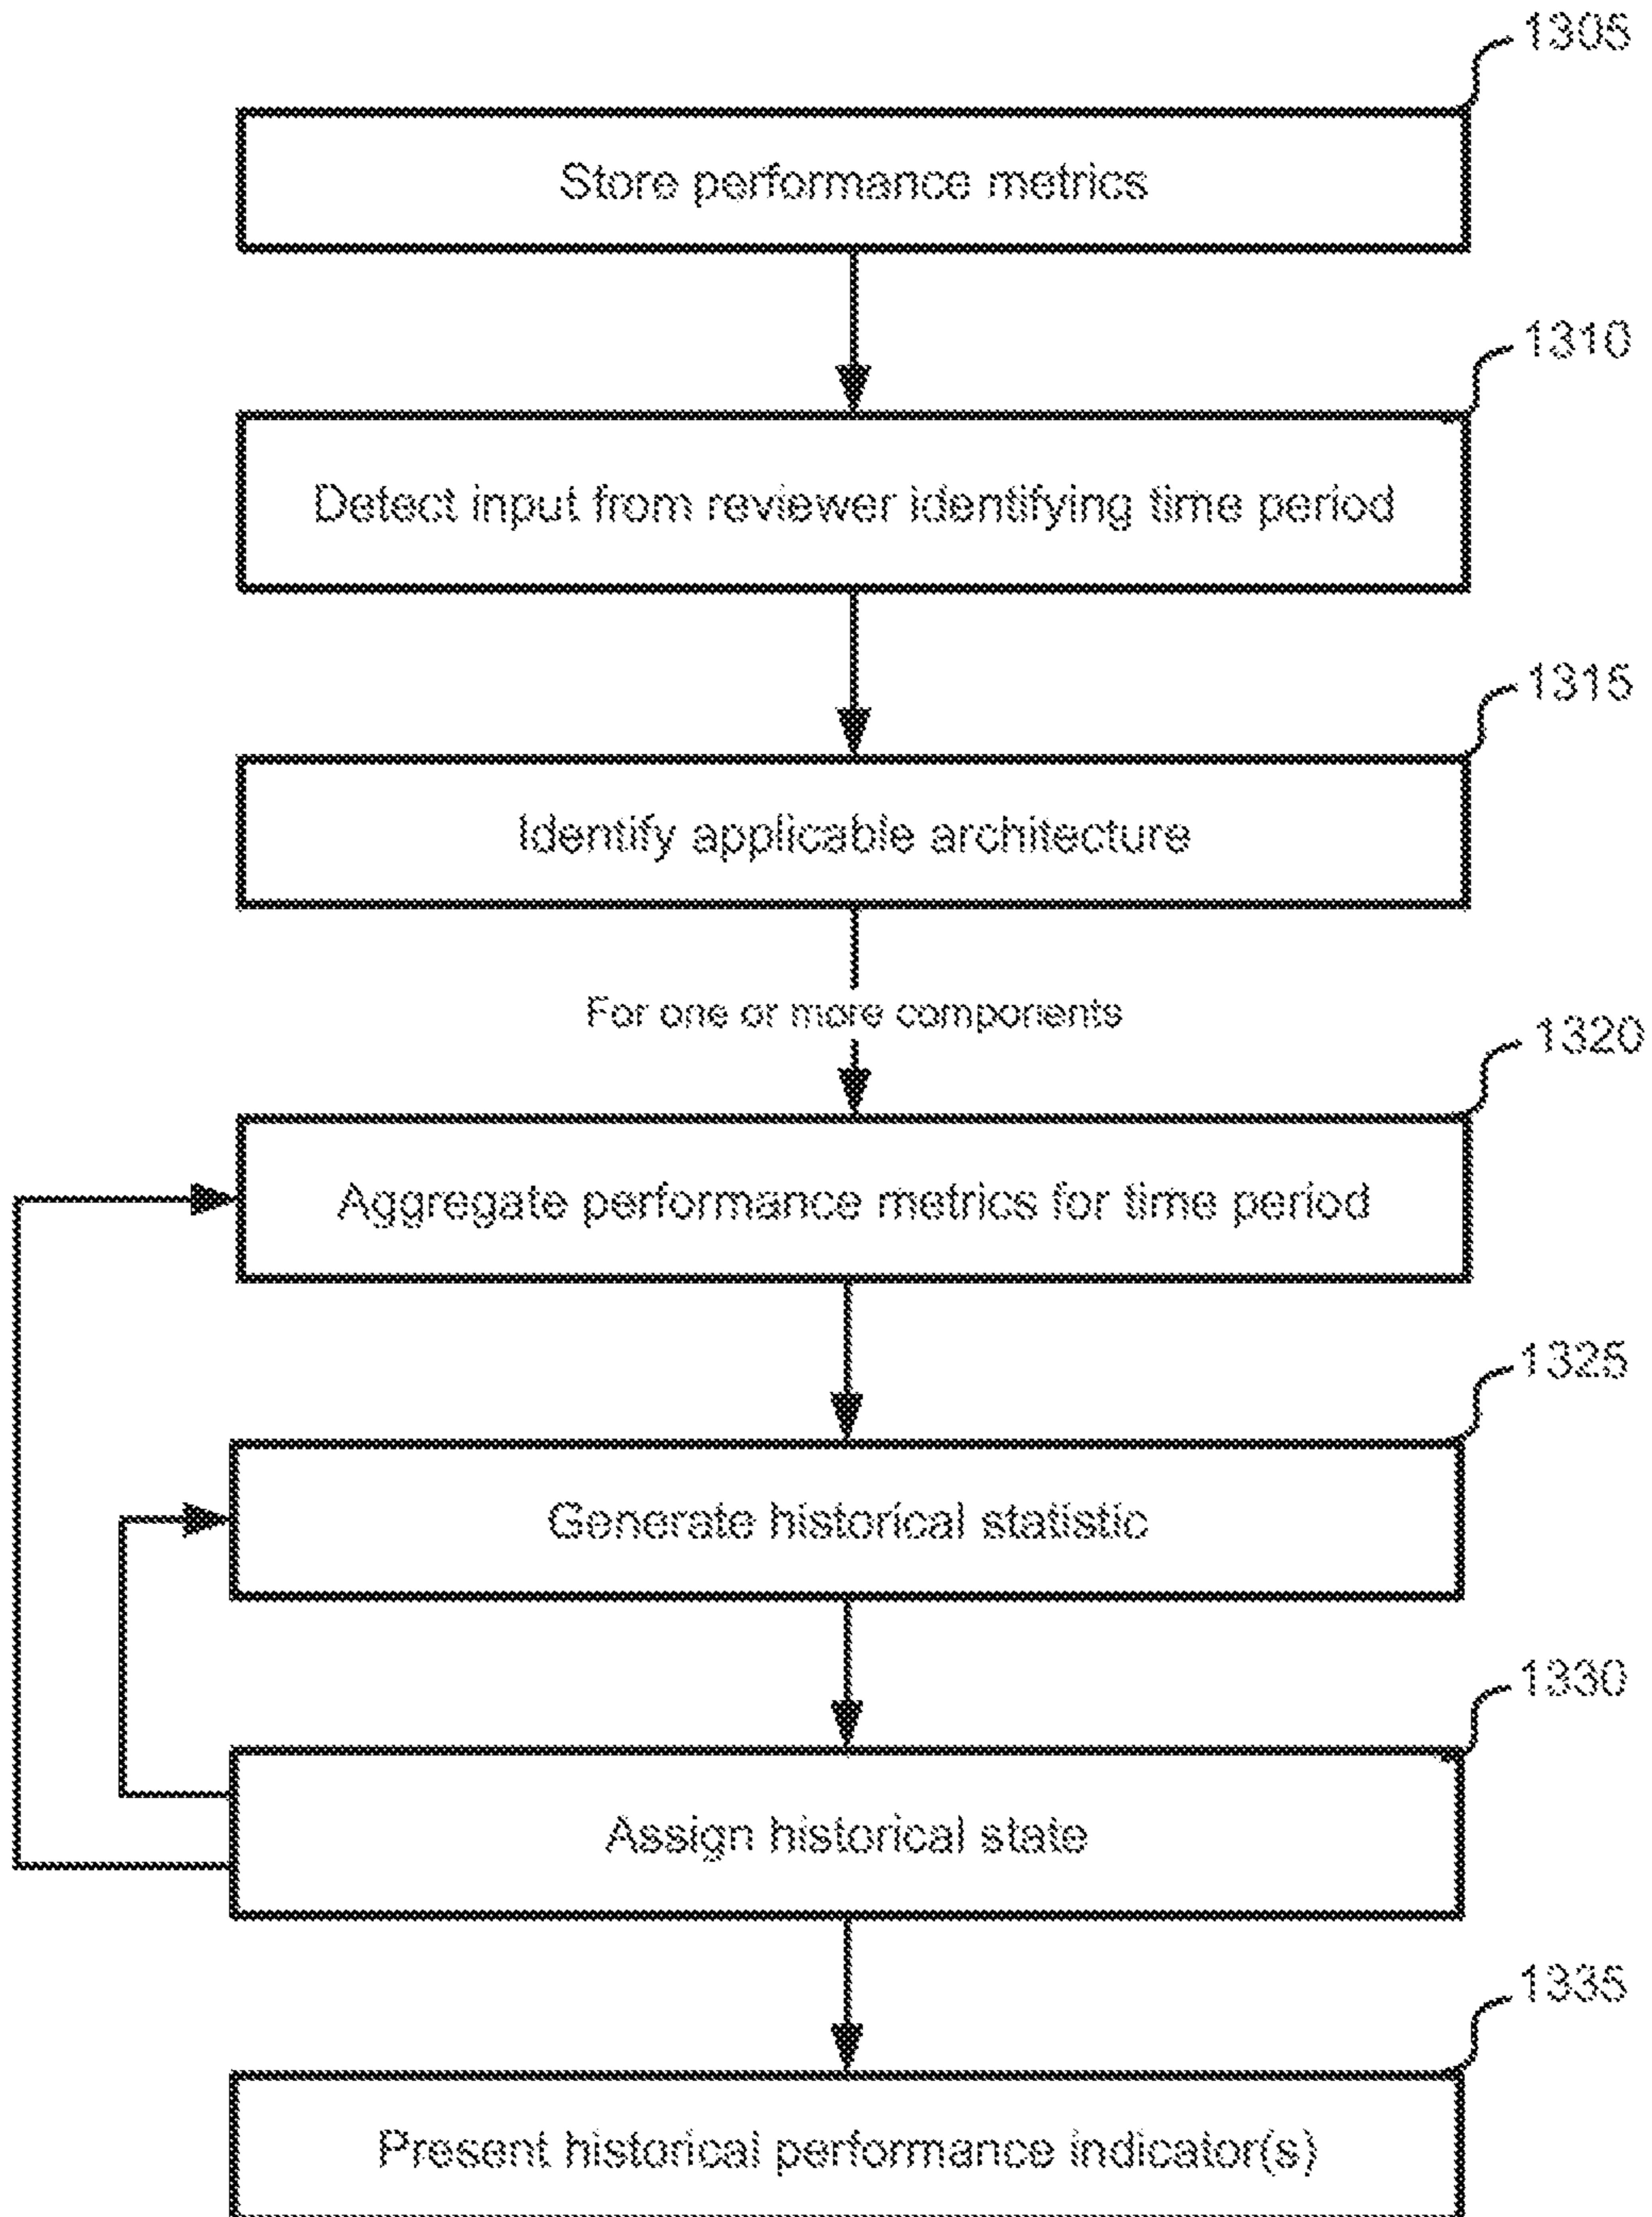 1305
Store performance metrics
1310
Detect input from reviewer identifying time period
1315
Identify applicable architecture
For one or more components
1320
Aggregate performance metrics for time period
1325
Generate historical statistic
1330
Assign historical state
1335
Present historical performance indicator(s)